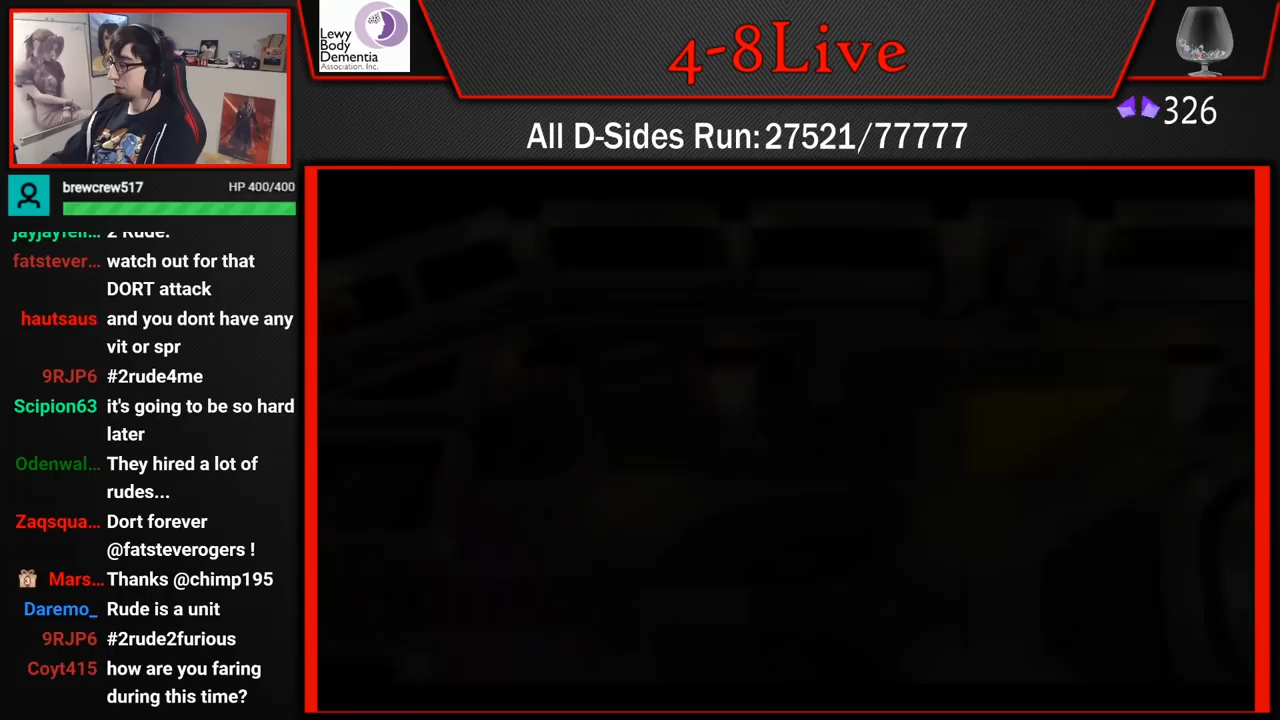 Lewy
Body
Dementia
Association, Inc.
4-8Live
326
All D-Sides Run:27521/77777
brewcrew517 HP 400/400
jayjayfell… 2 Rude.
fatstever… watch out for that
DORT attack
hautsaus and you dont have any
vit or spr
9RJP6 #2rude4me
Scipion63 it's going to be so hard
later
Odenwal… They hired a lot of
rudes...
Zaqsqua… Dort forever
@fatsteverogers !
Mars… Thanks @chimp195
Daremo_ Rude is a unit
9RJP6 #2rude2furious
Coyt415 how are you faring
during this time?